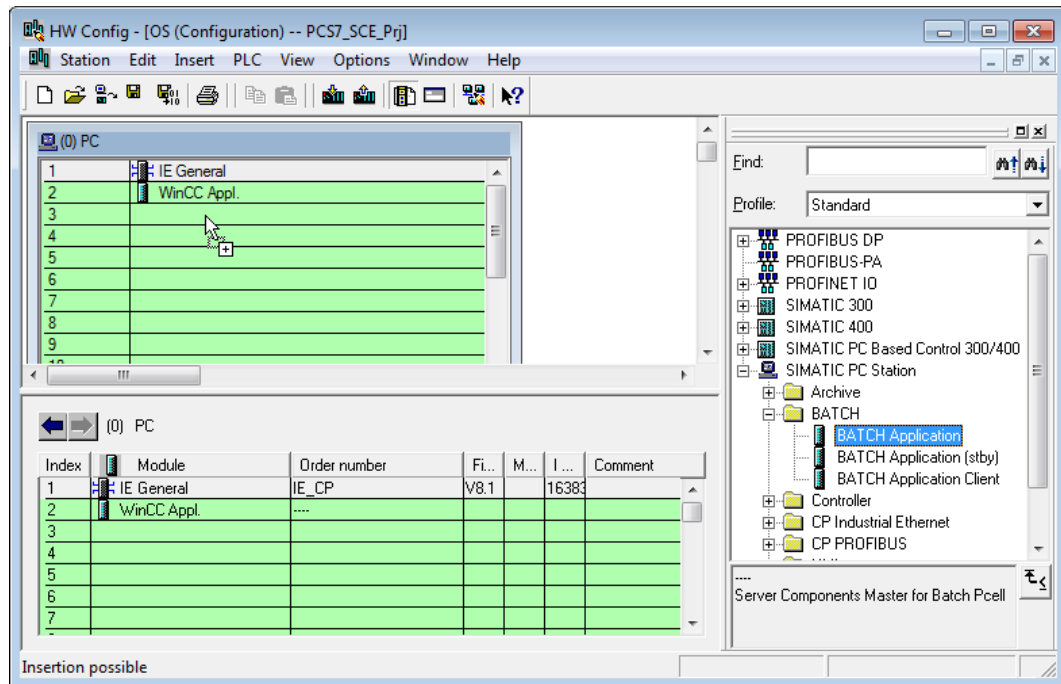 HW Config - [OS (Configuration) -- PCS7_SCE_Prj]
Station Edit Insert PLC View Options Window Help
(0) PC
1 IE General
2 WinCC Appl.
3
4
5
6
7
8
9
Find:
Profile: Standard
PROFIBUS DP
PROFIBUS-PA
PROFINET IO
SIMATIC 300
SIMATIC 400
SIMATIC PC Based Control 300/400
SIMATIC PC Station
Archive
BATCH
BATCH Application
BATCH Application (stby)
BATCH Application Client
Controller
CP Industrial Ethernet
CP PROFIBUS
----
Server Components Master for Batch Pcell
(0) PC
Index Module Order number Fi... M... I ... Comment
1 IE General IE_CP V8.1 16383
2 WinCC Appl. ----
3
4
5
6
7
Insertion possible